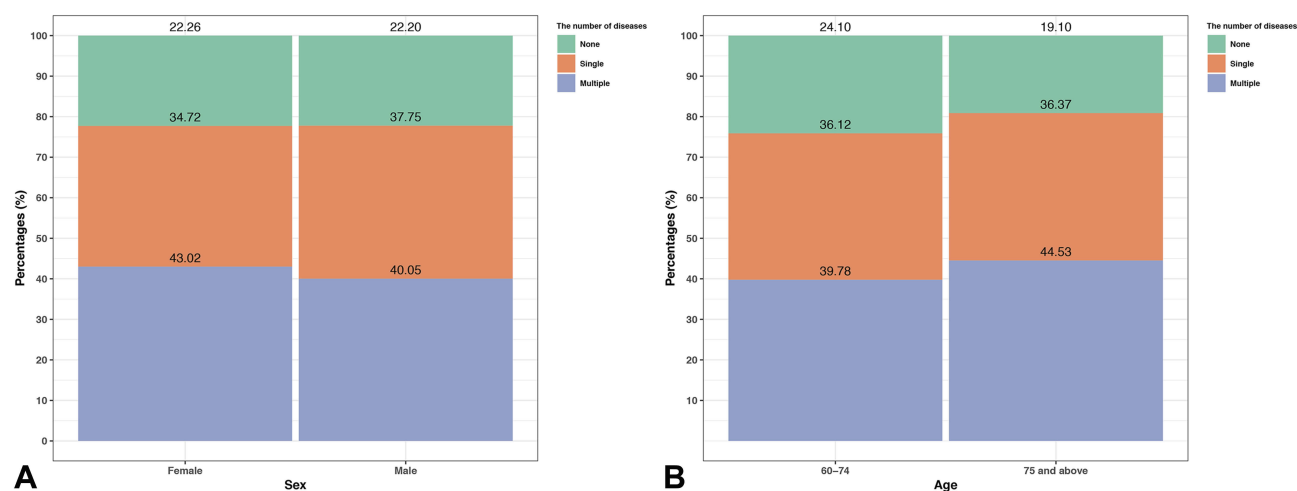 22.26 22.20
The number of diseases
None
Single
Multiple
100
90
80
70
60
50
40
30
20
10
0
34.72 37.75
43.02 40.05
Percentages (%)
Female Male
Sex
A
24.10 19.10
The number of diseases
None
Single
Multiple
100
90
80
70
60
50
40
30
20
10
36.12 36.37
39.78 44.53
Percentages (%)
60–74 75 and above
Age
B